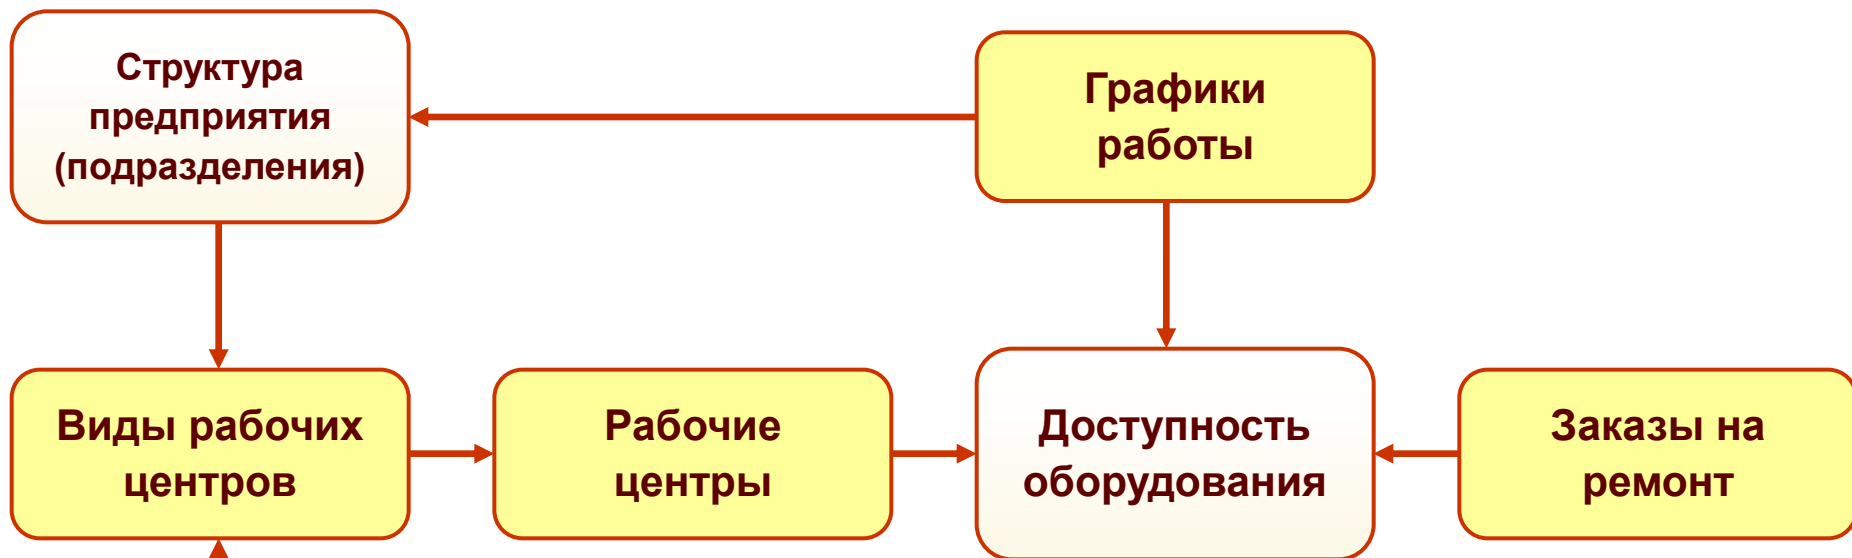 Структура
предприятия
(подразделения)
Графики
работы
Виды рабочих
центров
Рабочие
центры
Доступность
оборудования
Заказы на
ремонт